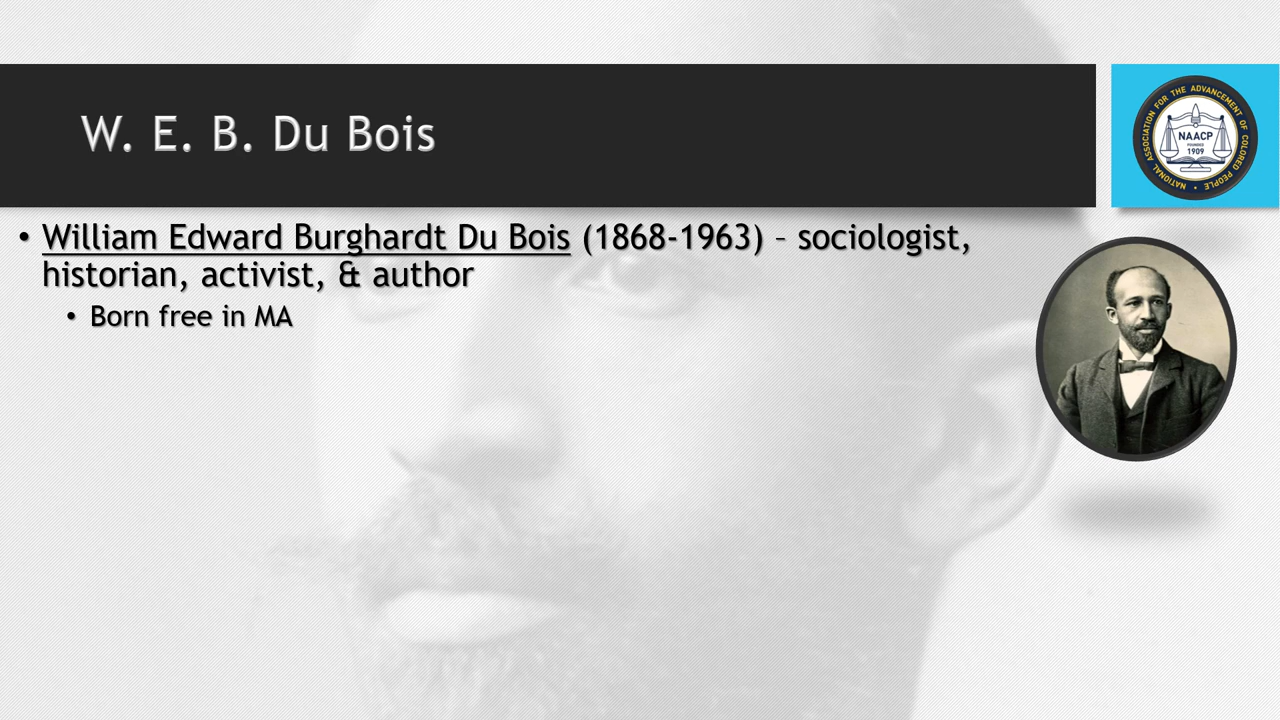 W. E. B. Du Bois
NATIONAL ASSOCIATION FOR THE ADVANCEMENT OF COLORED PEOPLE
NAACP
FOUNDED
1909
• William Edward Burghardt Du Bois (1868-1963) – sociologist,
historian, activist, & author
• Born free in MA